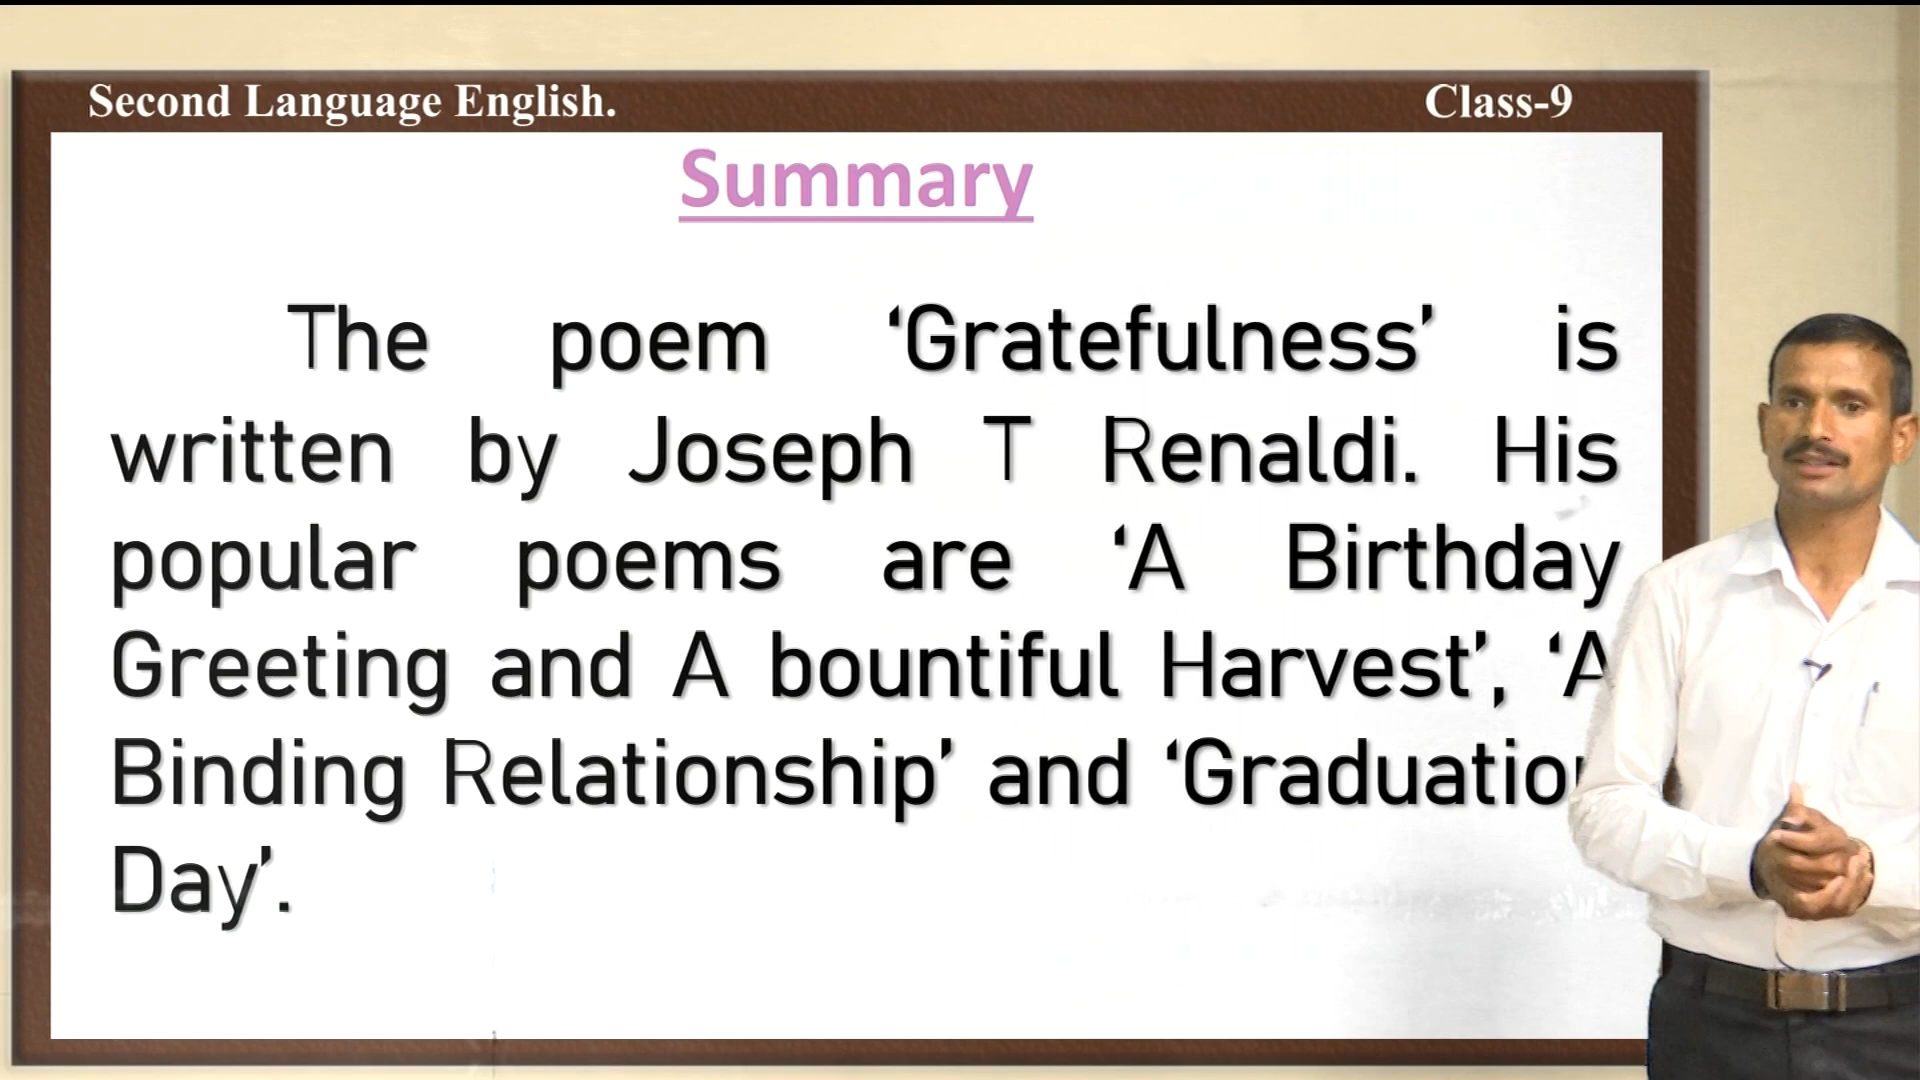 Second Language English.
Class-9
Summary
The poem ‘Gratefulness’ is
written by Joseph T Renaldi. His
popular poems are ‘A Birthday
Greeting and A bountiful Harvest’, ‘A
Binding Relationship’ and
Day’.